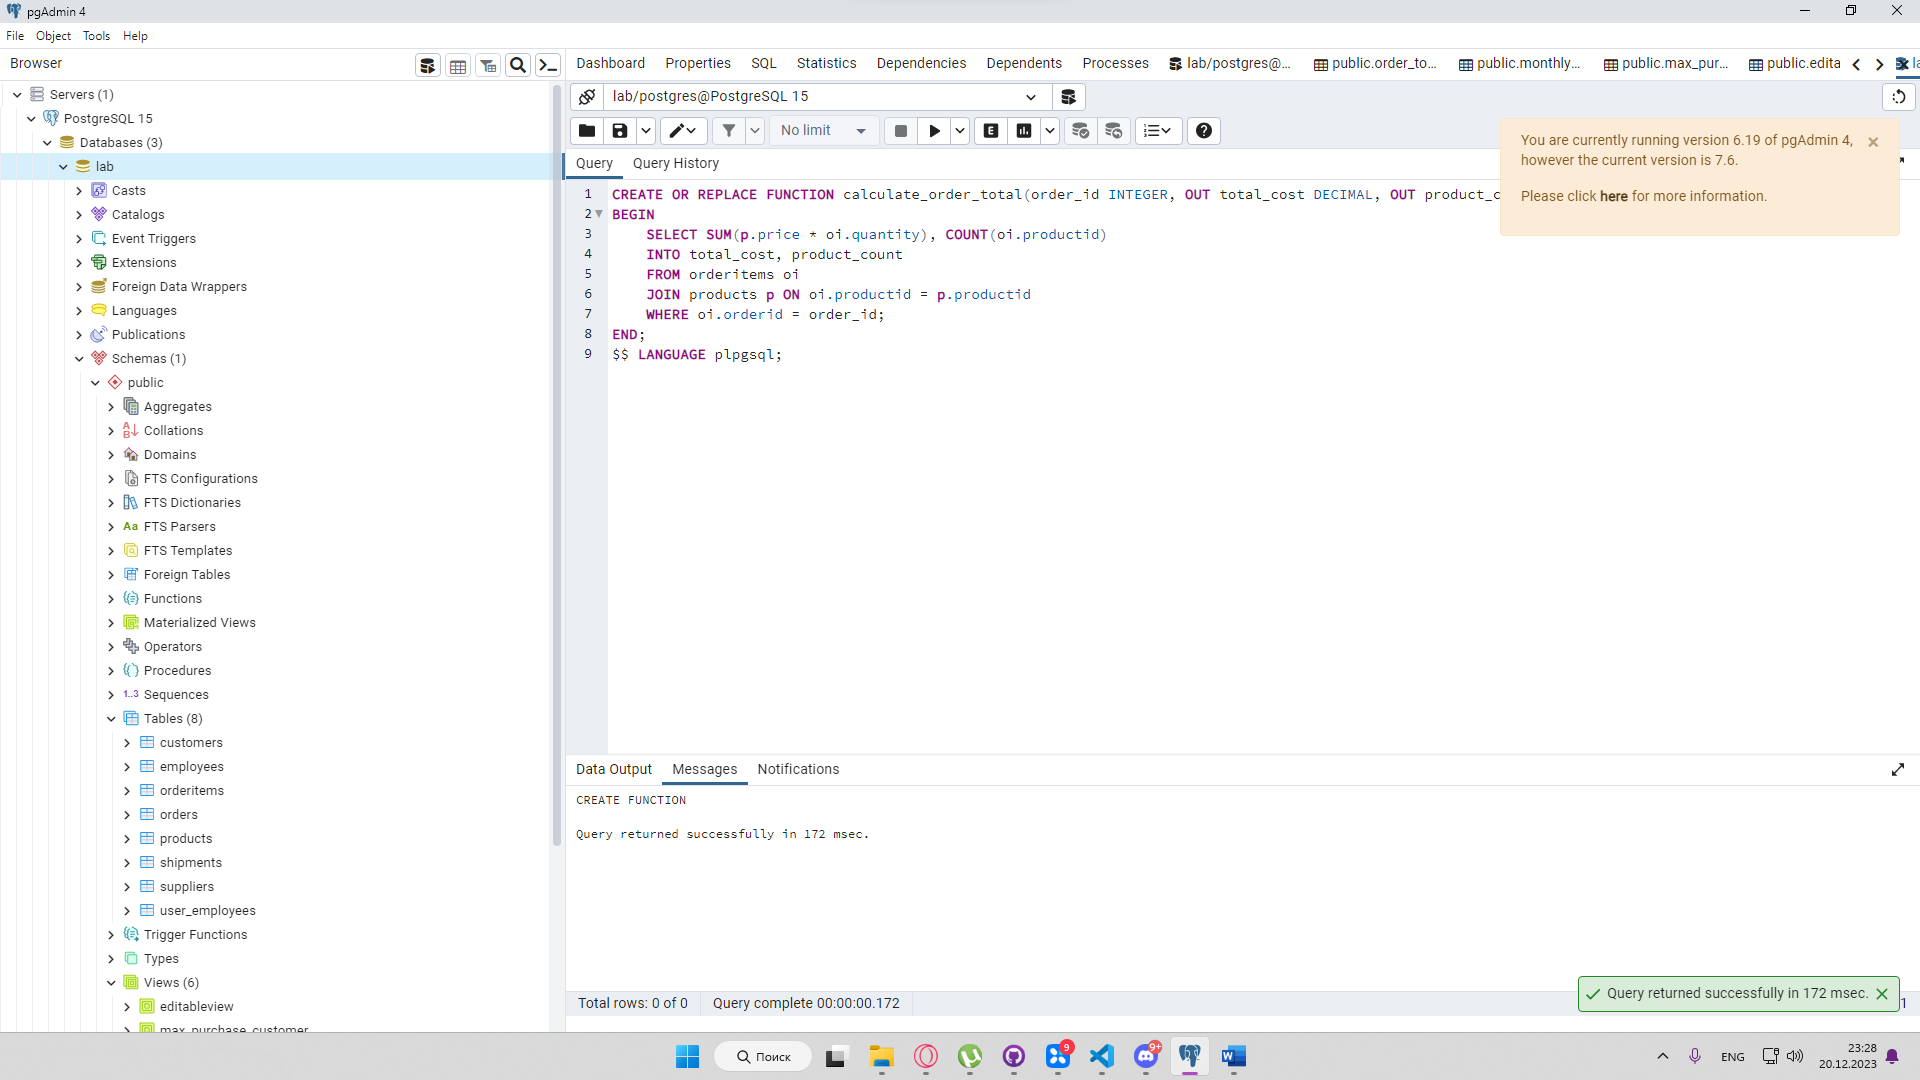 pgAdmin 4
File Object Tools Help
Browser
Dashboard Properties SQL Statistics Dependencies Dependents Processes lab/postgres@... public.order_to... public.monthly... public.max_pur... public.edita
Servers (1)
PostgreSQL 15
Databases (3)
lab
Casts
Catalogs
Event Triggers
Extensions
Foreign Data Wrappers
Languages
Publications
Schemas (1)
public
Aggregates
Collations
Domains
FTS Configurations
FTS Dictionaries
Aa FTS Parsers
FTS Templates
Foreign Tables
Functions
Materialized Views
Operators
Procedures
1..3 Sequences
Tables (8)
customers
employees
orderitems
orders
products
shipments
suppliers
user_employees
Trigger Functions
Types
Views (6)
editableview
max_purchase_customer
lab/postgres@PostgreSQL 15
No limit
E
Query Query History
You are currently running version 6.19 of pgAdmin 4,
however the current version is 7.6.
Please click here for more information.
1 CREATE OR REPLACE FUNCTION calculate_order_total(order_id INTEGER, OUT total_cost DECIMAL, OUT product_c
2 BEGIN
3 SELECT SUM(p.price * oi.quantity), COUNT(oi.productid)
4 INTO total_cost, product_count
5 FROM orderitems oi
6 JOIN products p ON oi.productid = p.productid
7 WHERE oi.orderid = order_id;
8 END;
9 $$ LANGUAGE plpgsql;
Data Output Messages Notifications
CREATE FUNCTION
Query returned successfully in 172 msec.
Total rows: 0 of 0 Query complete 00:00:00.172
Query returned successfully in 172 msec.
1
Поиск
9
9+
ENG
23:28
20.12.2023